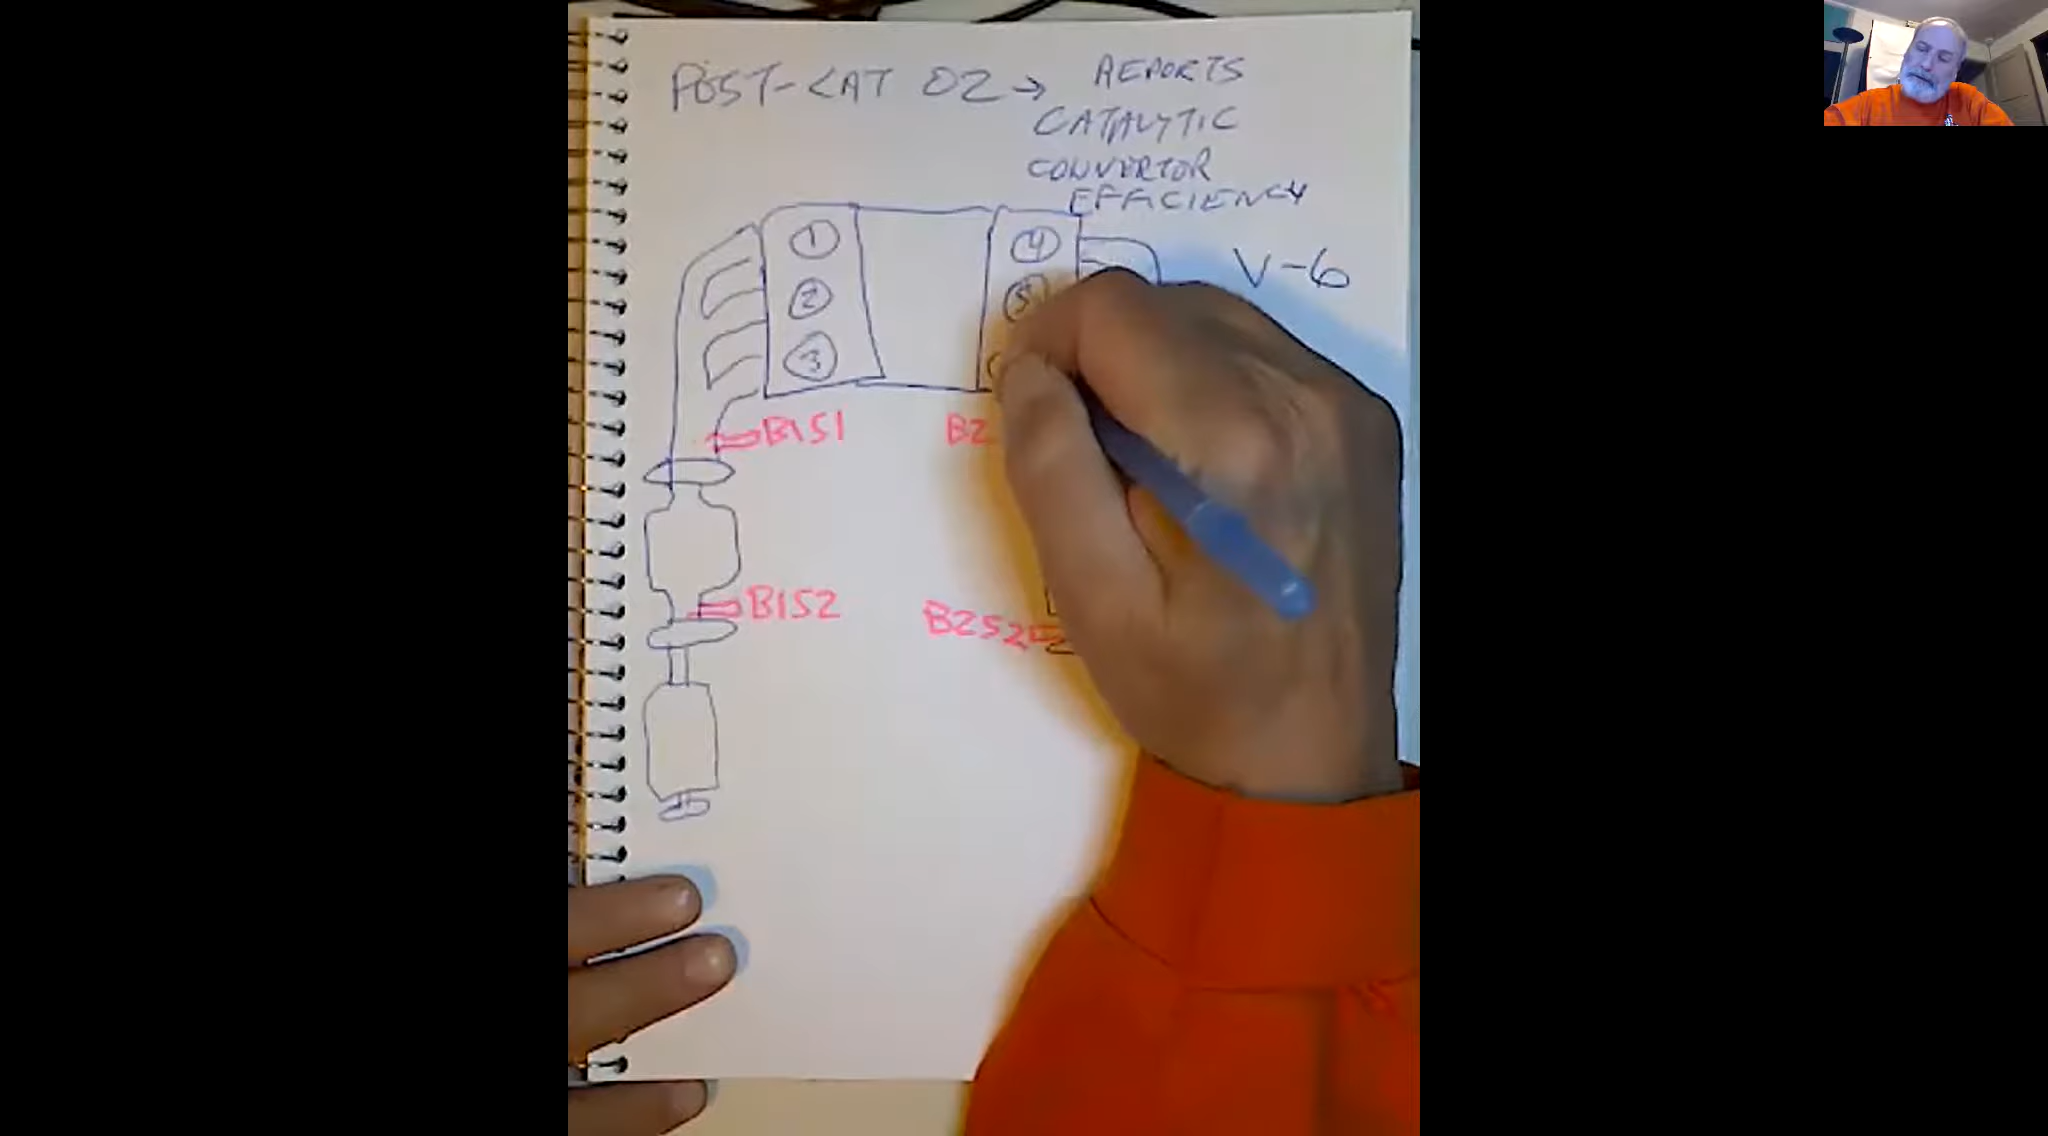 POST-CAT O2 → REPORTS
CATALYTIC
CONVERTOR
EFFICIENCY
V-6
1
4
2
5
3
B1S1
B2
B1S2
B2S2